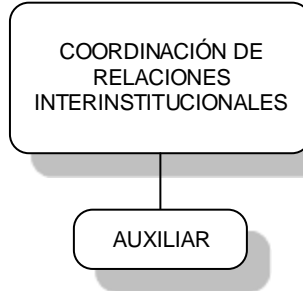 COORDINACIÓN DE
RELACIONES
INTERINSTITUCIONALES
AUXILIAR